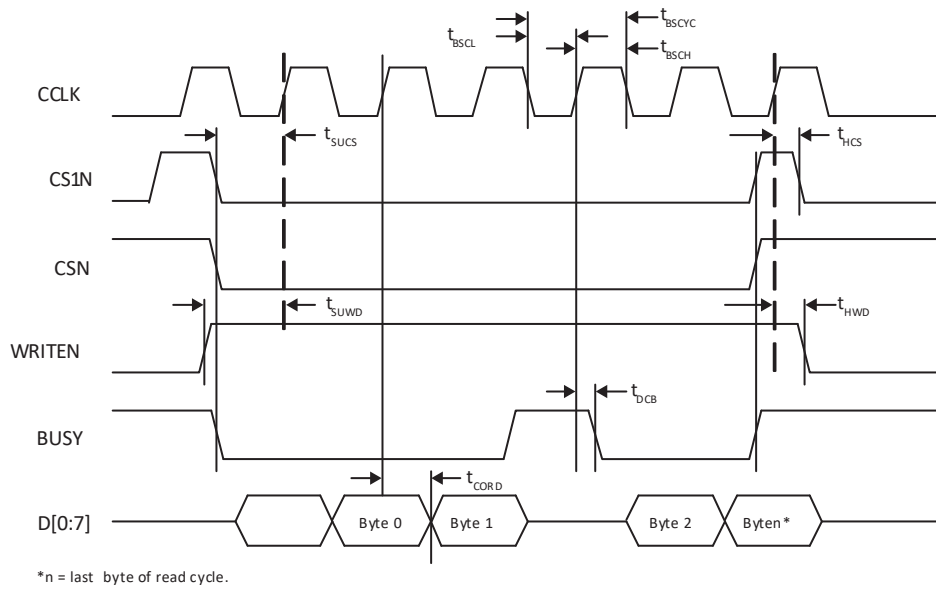 tBSCYC
tBSCL
tBSCH
CCLK
tSUCS
tHCS
CS1N
CSN
tSUWD
tHWD
WRITEN
tDCB
BUSY
tCORD
D[0:7]
Byte 0
Byte 1
Byte 2
Byten*
*n = last byte of read cycle.